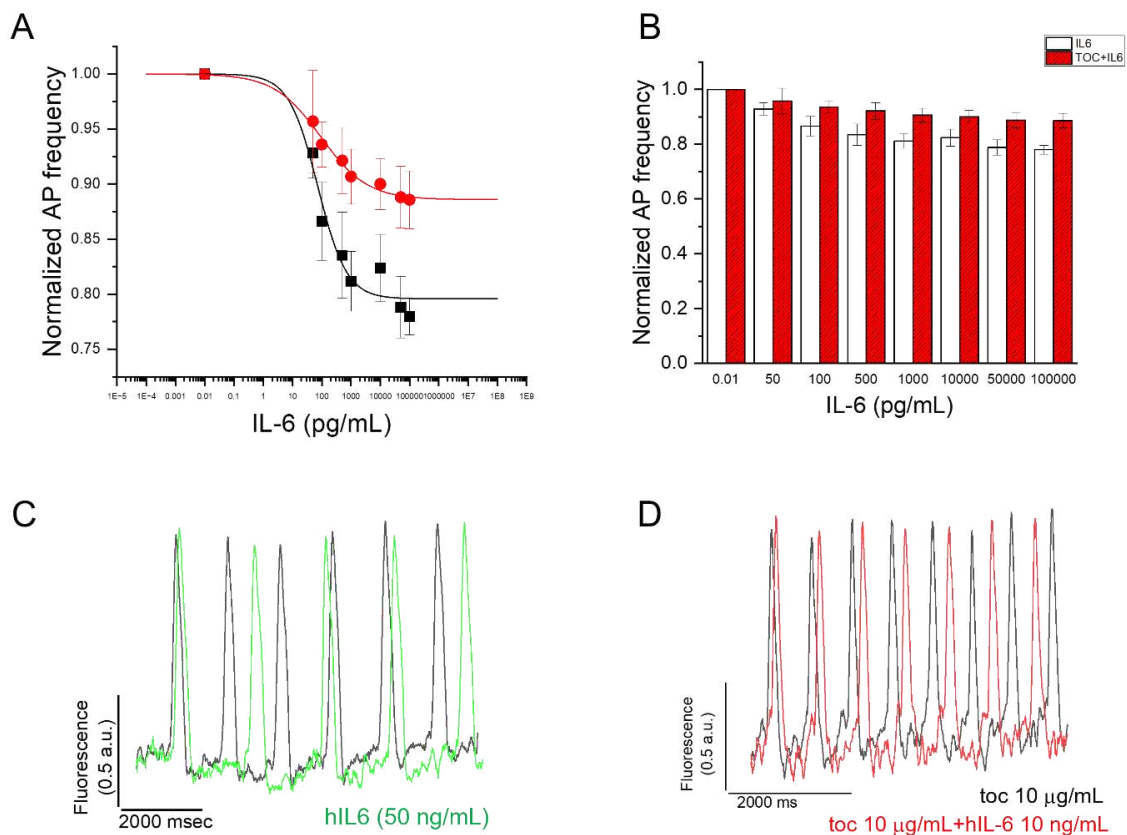 A
Normalized AP frequency
1.00
0.95
0.90
0.85
0.80
0.75
1E-5 1E-4 0.001 0.01 0.1 1 10 100 1000 10000 100000 1000000 1E7 1E8 1E9
IL-6 (pg/mL)
B
IL6
TOC+IL6
Normalized AP frequency
1.0
0.8
0.6
0.4
0.2
0.0
0.01 50 100 500 1000 10000 50000 100000
IL-6 (pg/mL)
C
Fluorescence
(0.5 a.u.)
2000 msec
hIL6 (50 ng/mL)
D
Fluorescence
(0.5 a.u.)
2000 ms
toc 10 μg/mL
toc 10 μg/mL+hIL-6 10 ng/mL